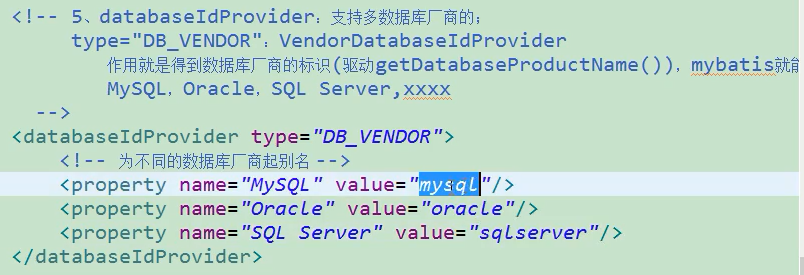 <!-- 5、databaseIdProvider：支持多数据库厂商的；
type="DB_VENDOR"：VendorDatabaseIdProvider
作用就是得到数据库厂商的标识(驱动getDatabaseProductName())，mybatis就能
MySQL，Oracle，SQL Server,xxxx
-->
<databaseIdProvider type="DB_VENDOR">
<!-- 为不同的数据库厂商起别名 -->
<property name="MySQL" value="mysql"/>
<property name="Oracle" value="oracle"/>
<property name="SQL Server" value="sqlserver"/>
</databaseIdProvider>